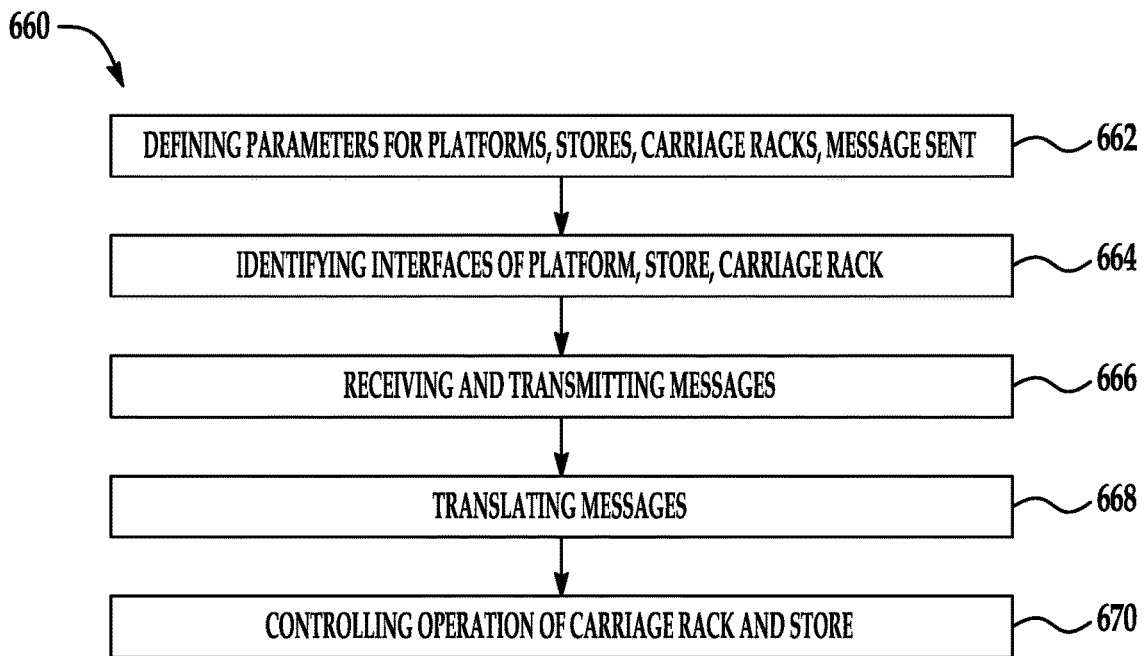 660
DEFINING PARAMETERS FOR PLATFORMS, STORES, CARRIAGE RACKS, MESSAGE SENT
662
IDENTIFYING INTERFACES OF PLATFORM, STORE, CARRIAGE RACK
664
RECEIVING AND TRANSMITTING MESSAGES
666
TRANSLATING MESSAGES
668
CONTROLLING OPERATION OF CARRIAGE RACK AND STORE
670